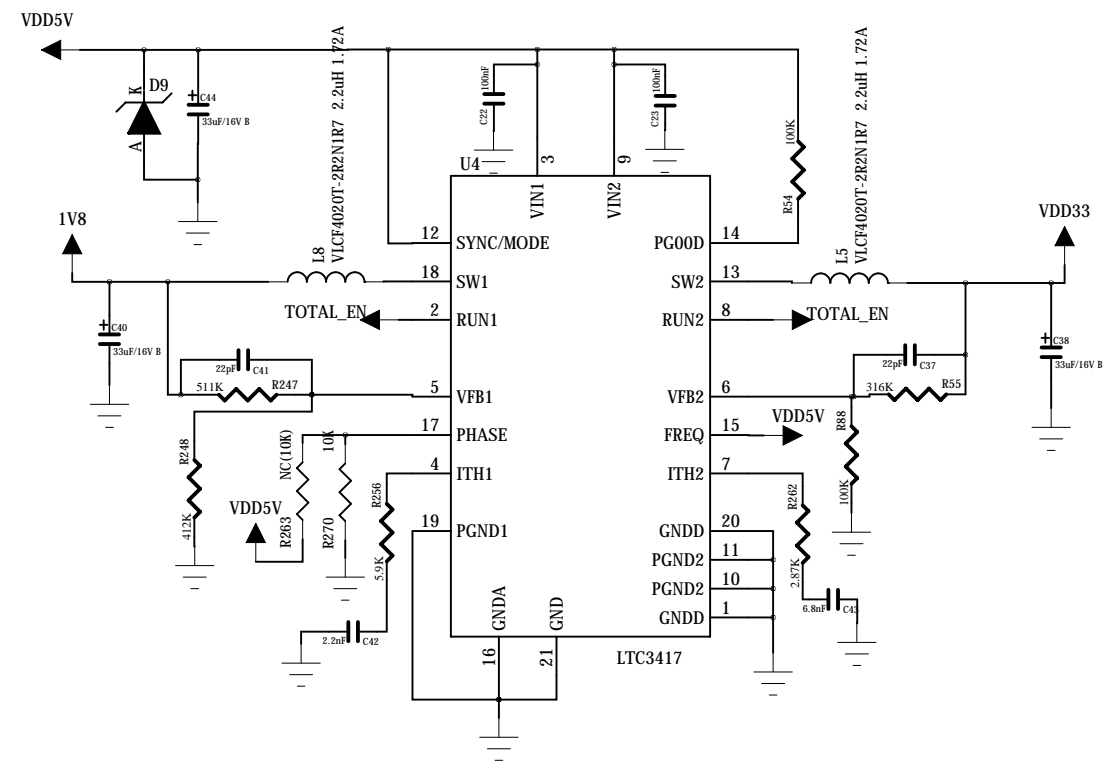 VDD5V
K
D9
A
C44
33uF/16V B
L8
VLCF4020T-2R2N1R7 2.2uH 1.72A
C22
100nF
C23
100nF
100K
R54
L5
VLCF4020T-2R2N1R7 2.2uH 1.72A
U4
3
9
VIN1
VIN2
1V8
VDD33
12
SYNC/MODE
PG00D
14
18
SW1
SW2
13
TOTAL_EN
2
RUN1
RUN2
8
TOTAL_EN
C40
33uF/16V B
22pF
C41
511K
R247
5
VFB1
VFB2
6
22pF
C37
316K
R55
C38
33uF/16V B
17
PHASE
FREQ
15
VDD5V
R248
412K
NC(10K)
R263
10K
R270
VDD5V
4
ITH1
ITH2
7
R88
100K
R256
5.9K
R262
2.87K
19
PGND1
GNDD
20
PGND2
11
PGND2
10
GNDD
1
6.8nF
C43
2.2nF
C42
GNDA
GND
16
21
LTC3417